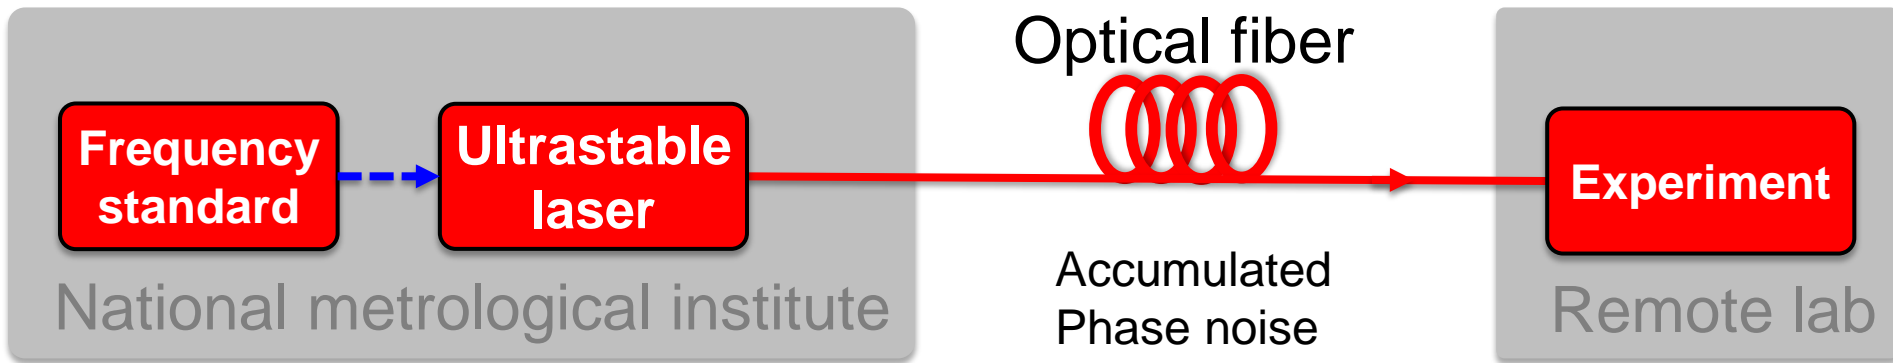 Optical fiber
Frequency
standard
Ultrastable
laser
Experiment
Accumulated
Phase noise
National metrological institute
Remote lab